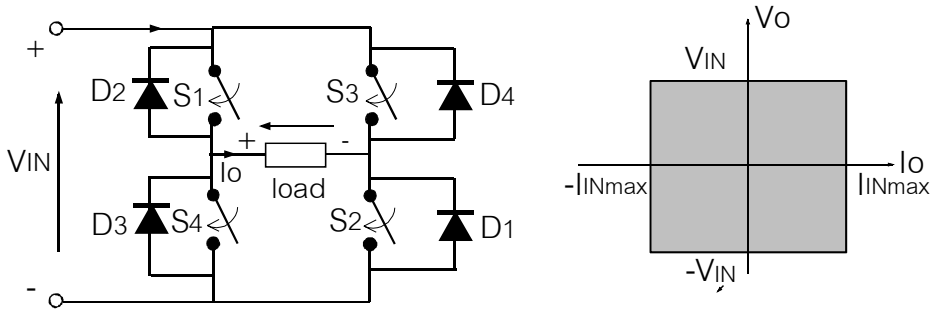 +
VIN
-
D2
S1
S3
D4
+
-
Io
load
D3
S4
S2
D1
Vo
VIN
-IINmax
IINmax
Io
-VIN